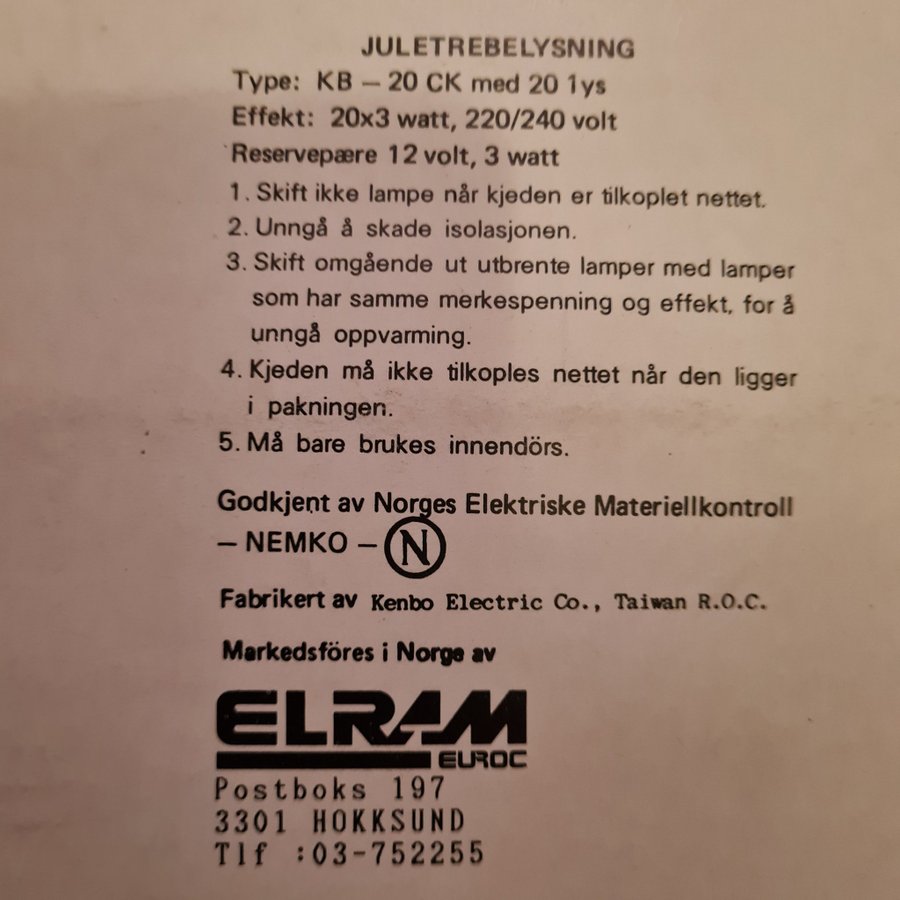 JULETREBELYSNING
Type: KB – 20 CK med 20 1ys
Effekt: 20x3 watt, 220/240 volt
Reservepære 12 volt, 3 watt
1. Skift ikke lampe når kjeden er tilkoplet nettet.
2. Unngå å skade isolasjonen.
3. Skift omgående ut utbrente lamper med lamper
som har samme merkespenning og effekt, for å
unngå oppvarming.
4. Kjeden må ikke tilkoples nettet når den ligger
i pakningen.
5. Må bare brukes innendörs.
Godkjent av Norges Elektriske Materiellkontroll
– NEMKO – N
Fabrikert av Kenbo Electric Co., Taiwan R.O.C.
Markedsföres i Norge av
ELRAM
EUROC
Postboks 197
3301 HOKKSUND
Tlf :03-752255